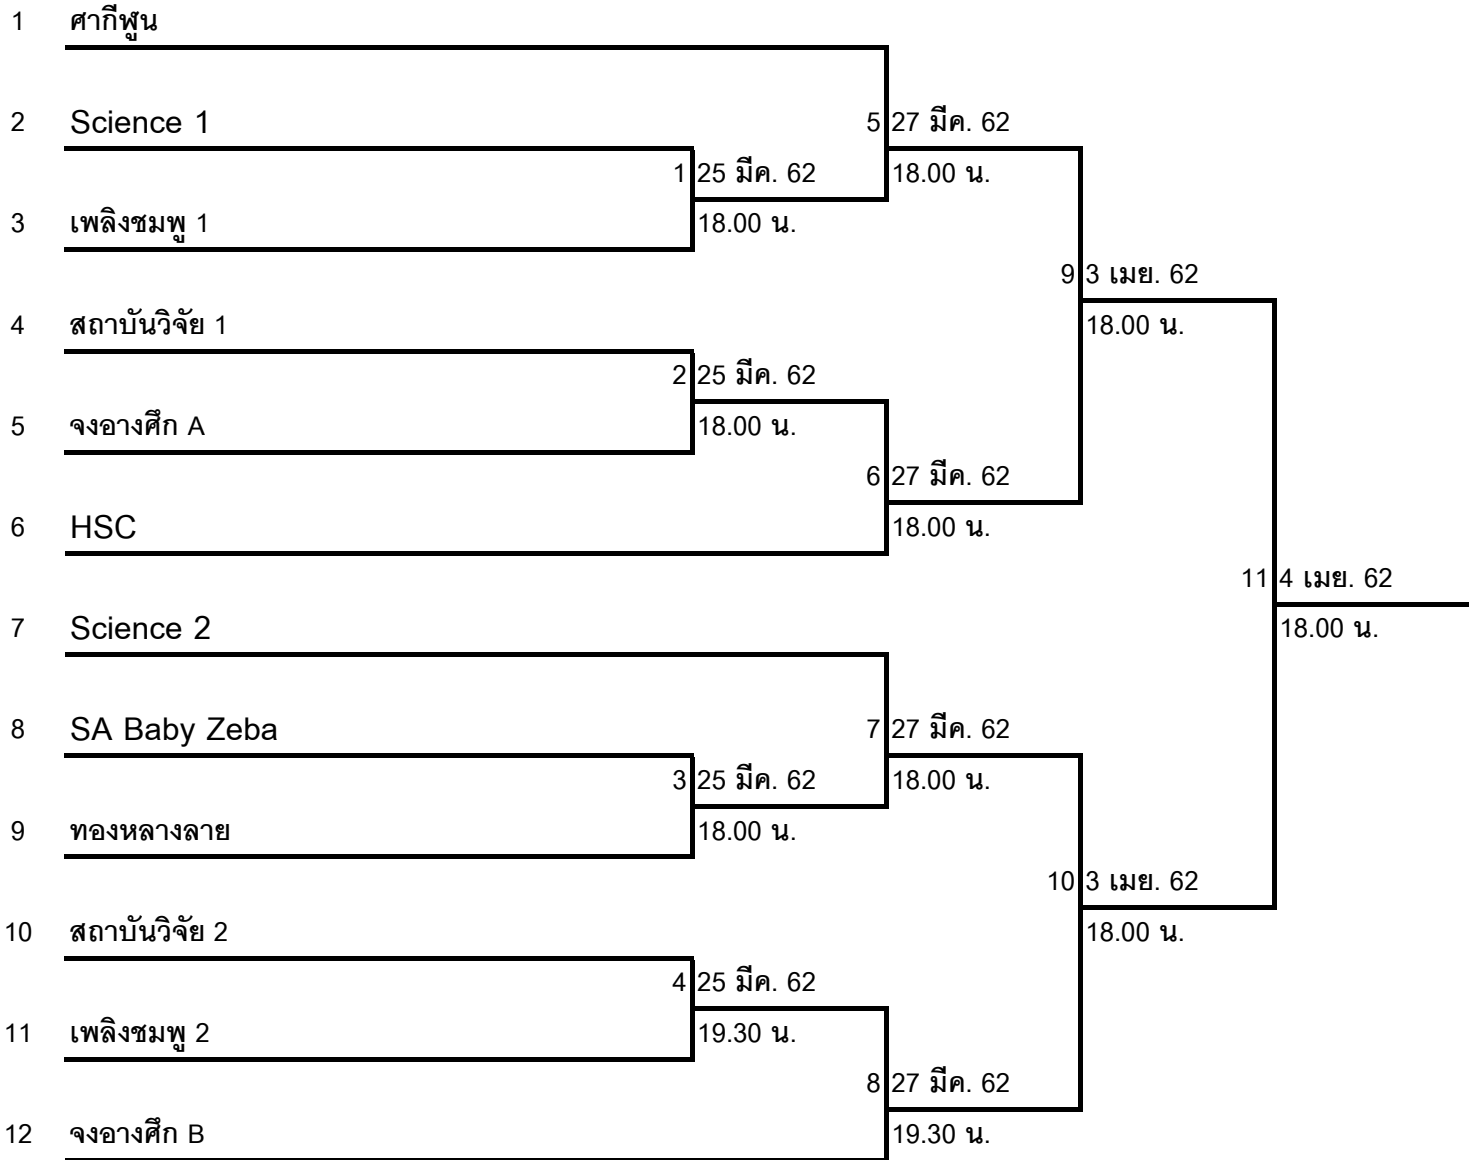 1 ศากีฬูน
2 Science 1 5 27 มีค. 62
1 25 มีค. 62 18.00 น.
3 เพลิงชมพู 1 18.00 น.
9 3 เมย. 62
4 สถาบันวิจัย 1 18.00 น.
2 25 มีค. 62
5 จงอางศึก A 18.00 น.
6 27 มีค. 62
6 HSC 18.00 น.
11 4 เมย. 62
7 Science 2 18.00 น.
8 SA Baby Zeba 7 27 มีค. 62
3 25 มีค. 62 18.00 น.
9 ทองหลางลาย 18.00 น.
10 3 เมย. 62
10 สถาบันวิจัย 2 18.00 น.
4 25 มีค. 62
11 เพลิงชมพู 2 19.30 น.
8 27 มีค. 62
12 จงอางศึก B 19.30 น.